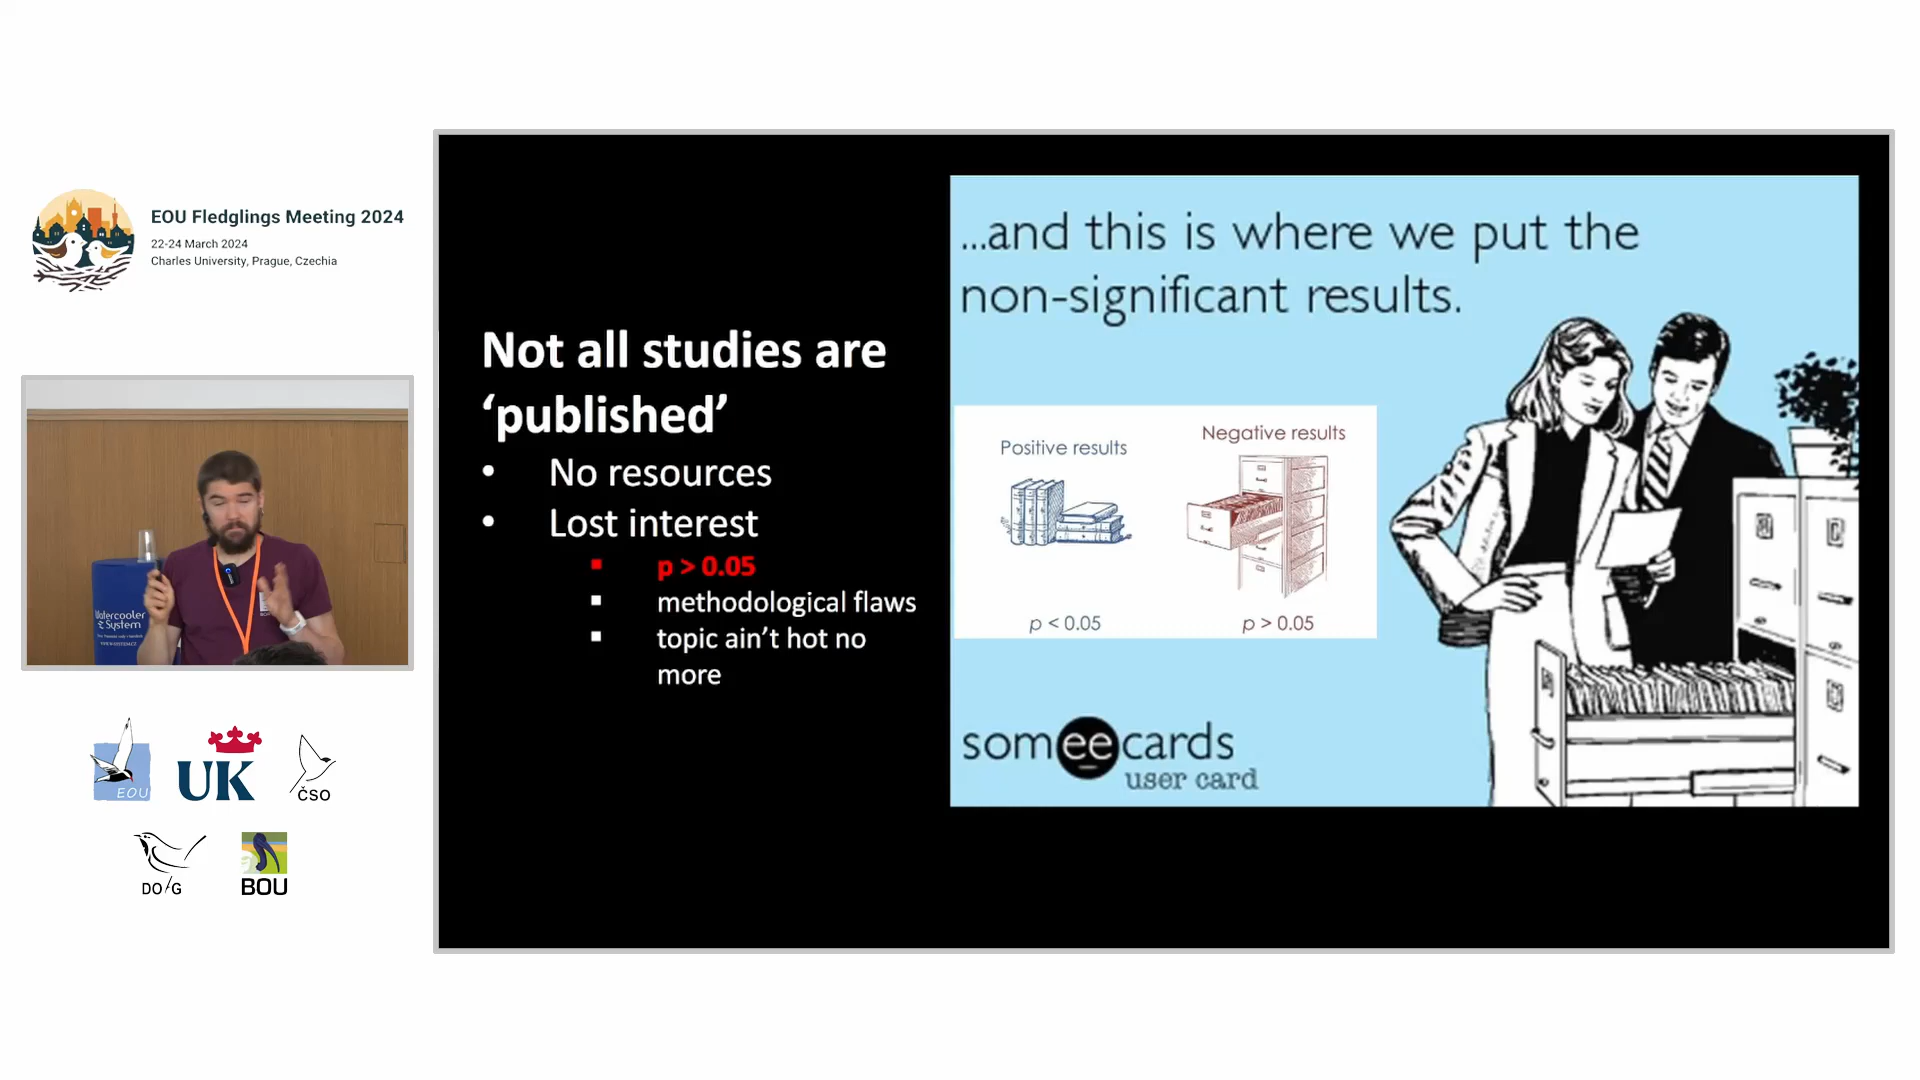 EOU Fledglings Meeting 2024
22-24 March 2024
Charles University, Prague, Czechia
Watercooler
System
EOU
UK
ČSO
DO/G
BOU
Not all studies are
‘published’
• No resources
• Lost interest
▪ p > 0.05
▪ methodological flaws
▪ topic ain’t hot no
more
...and this is where we put the
non-significant results.
Positive results
Negative results
p < 0.05
p > 0.05
someecards
user card